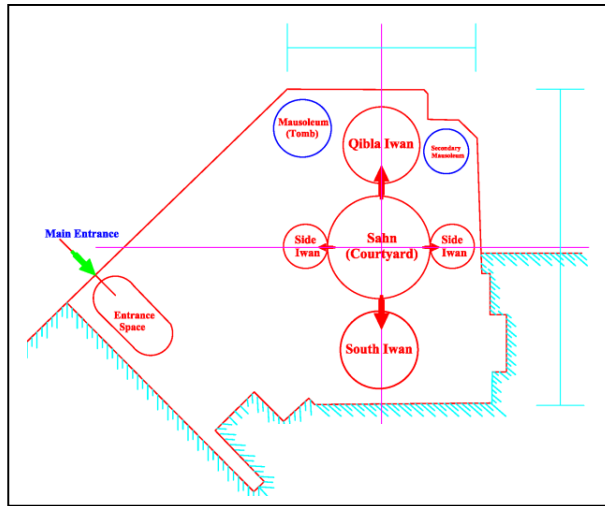 Mausoleum
(Tomb)
Qibla Iwan
Secondary
Mausoleum
Main Entrance
Side
Iwan
Sahn
(Courtyard)
Side
Iwan
Entrance
Space
South Iwan